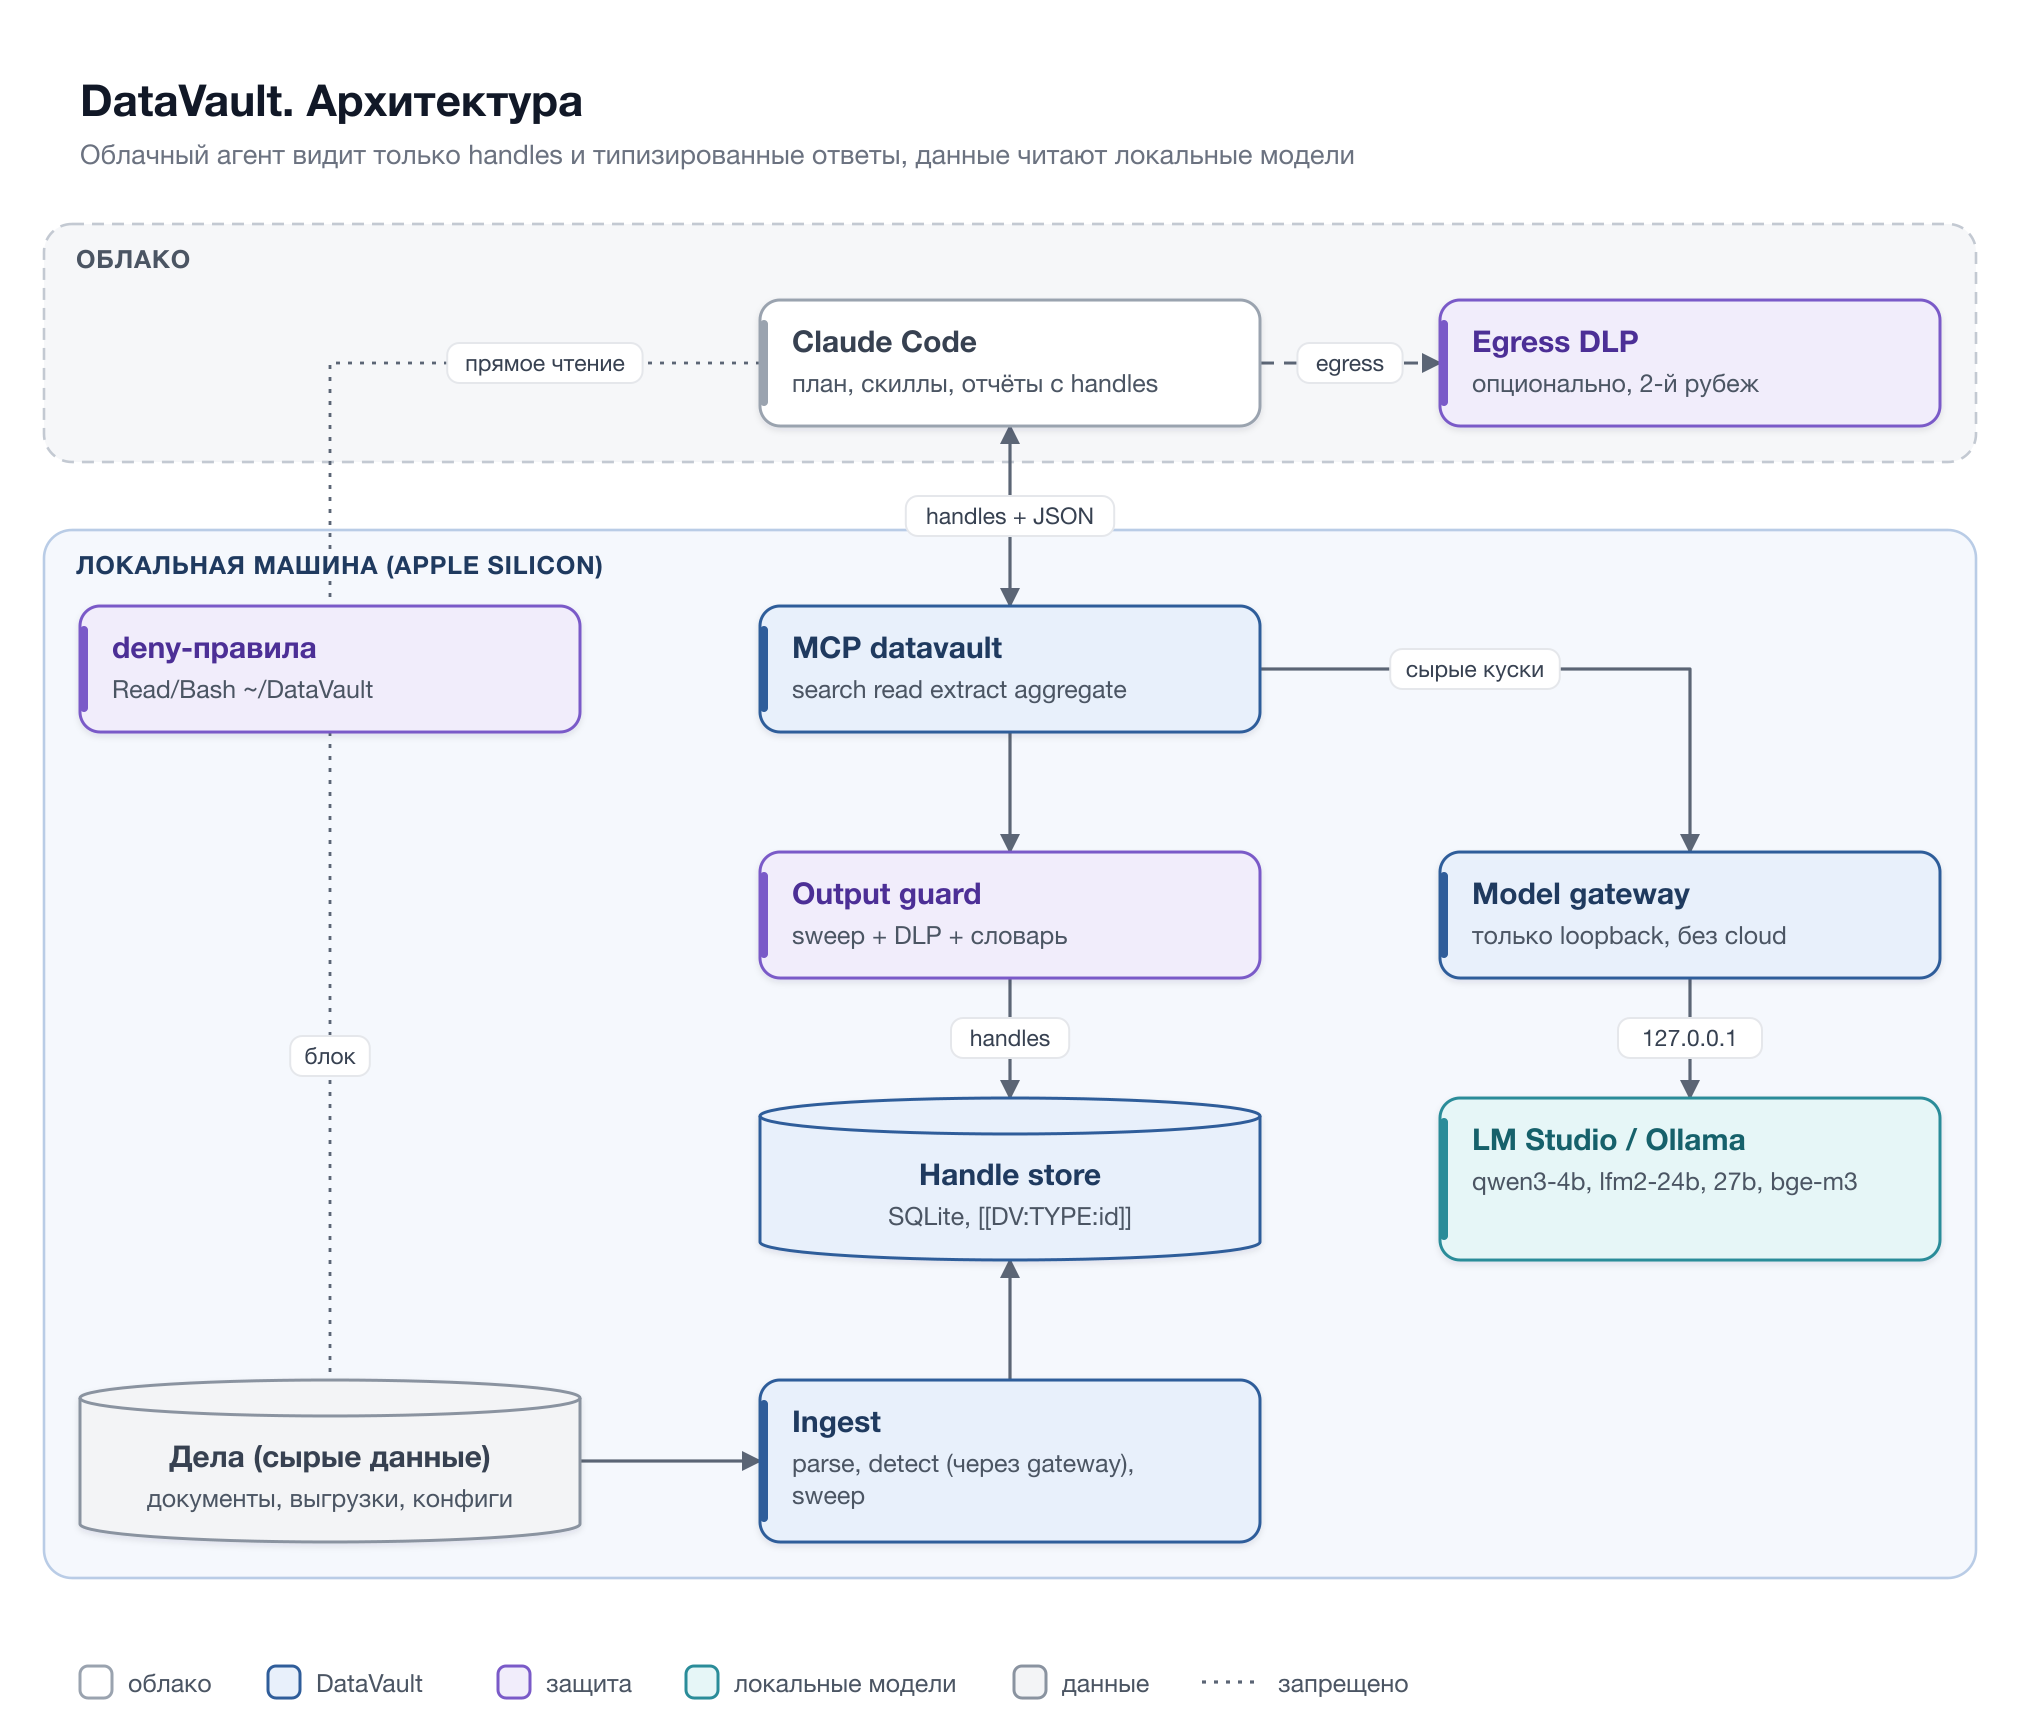 DataVault. Архитектура
Облачный агент видит только handles и типизированные ответы, данные читают локальные модели
ОБЛАКО
прямое чтение
Claude Code
план, скиллы, отчёты с handles
egress
Egress DLP
опционально, 2-й рубеж
handles + JSON
ЛОКАЛЬНАЯ МАШИНА (APPLE SILICON)
deny-правила
Read/Bash ~/DataVault
MCP datavault
search read extract aggregate
сырые куски
Output guard
sweep + DLP + словарь
Model gateway
только loopback, без cloud
блок
handles
127.0.0.1
Handle store
SQLite, [[DV:TYPE:id]]
LM Studio / Ollama
qwen3-4b, lfm2-24b, 27b, bge-m3
Дела (сырые данные)
документы, выгрузки, конфиги
Ingest
parse, detect (через gateway),
sweep
облако
DataVault
защита
локальные модели
данные
запрещено